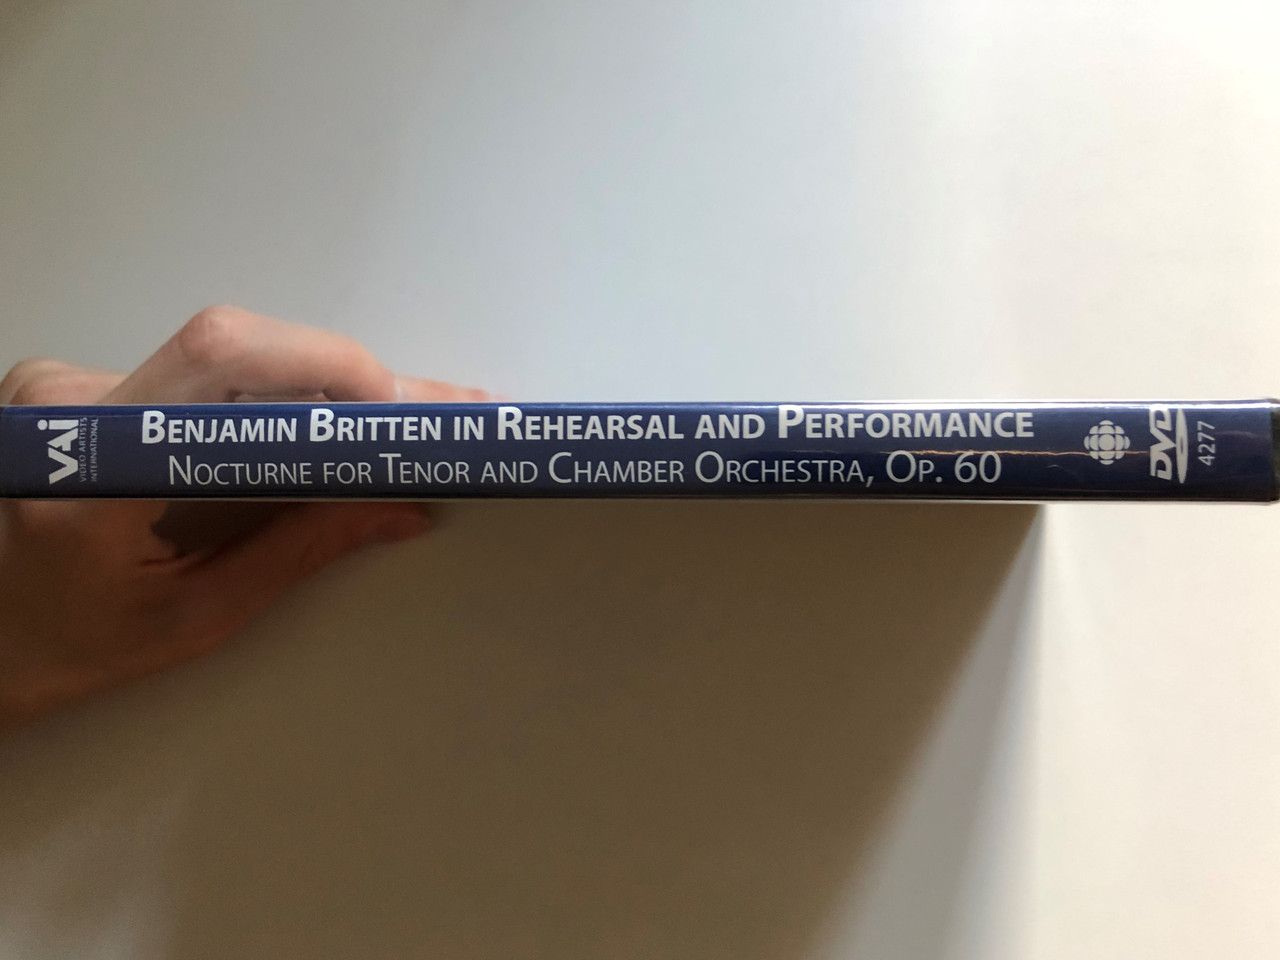 VAi
VIDEO ARTISTS
INTERNATIONAL
BENJAMIN BRITTEN IN REHEARSAL AND PERFORMANCE
NOCTURNE FOR TENOR AND CHAMBER ORCHESTRA, OP. 60
DVD
4277